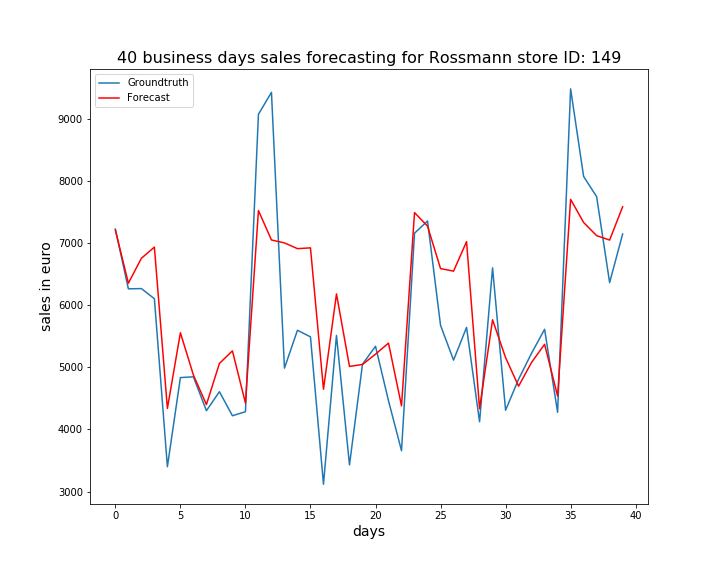 40 business days sales forecasting for Rossmann store ID: 149
Groundtruth
Forecast
9000
8000
7000
6000
5000
4000
3000
sales in euro
0 5 10 15 20 25 30 35 40
days